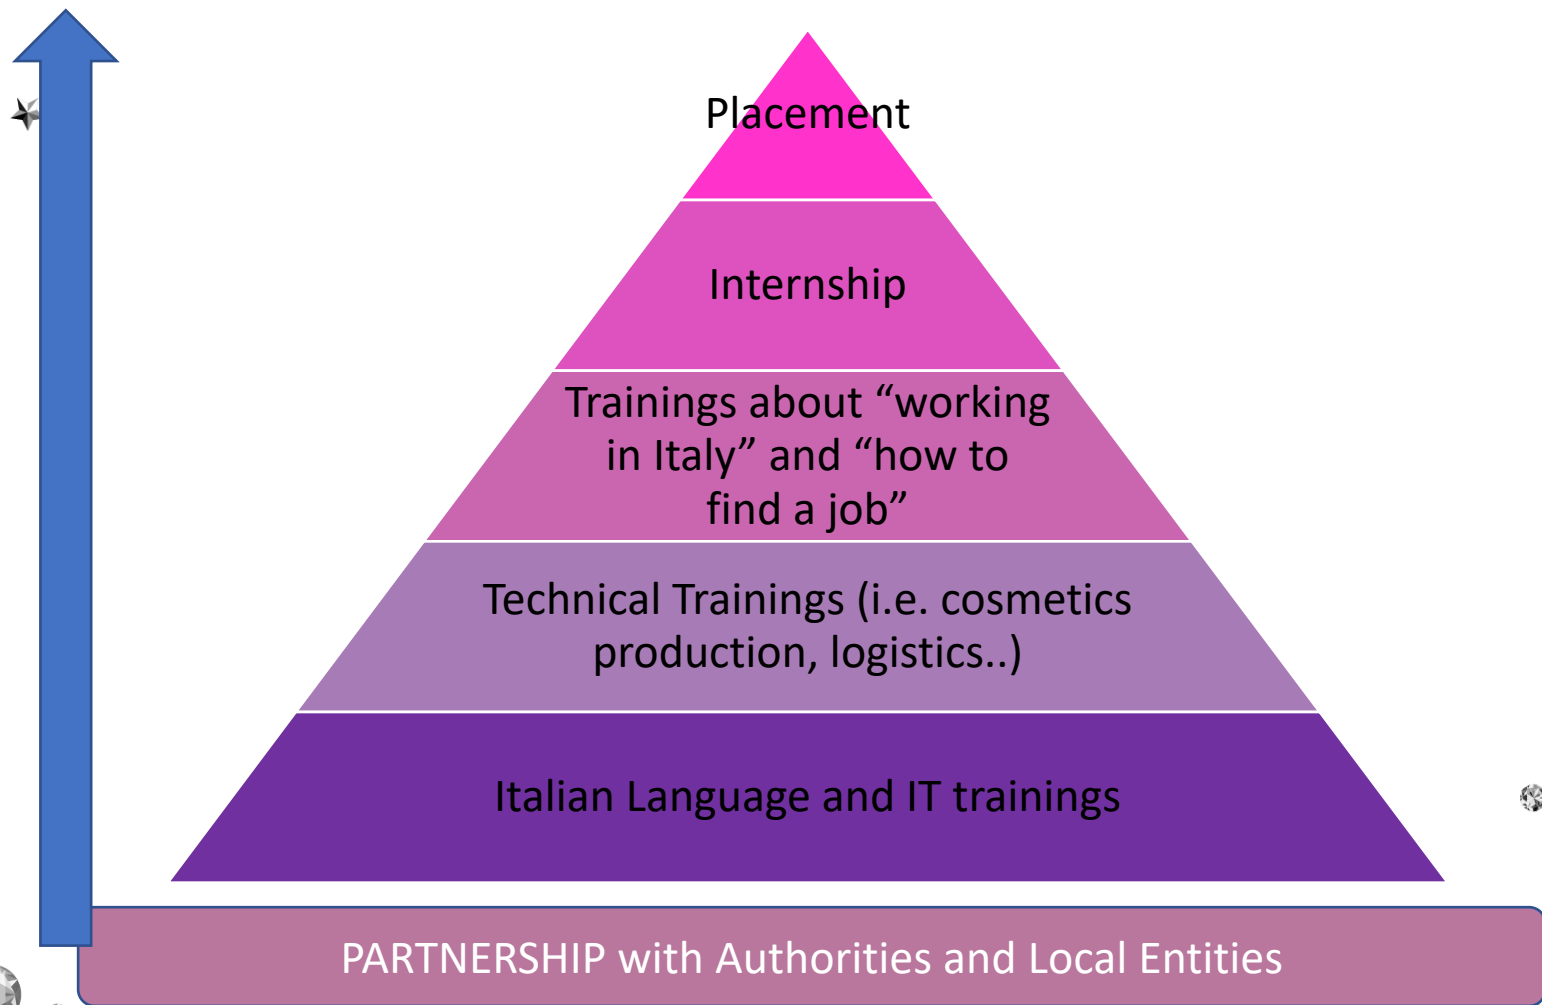 Placement
Internship
Trainings about “working
in Italy” and “how to
find a job”
Technical Trainings (i.e. cosmetics
production, logistics..)
Italian Language and IT trainings
PARTNERSHIP with Authorities and Local Entities